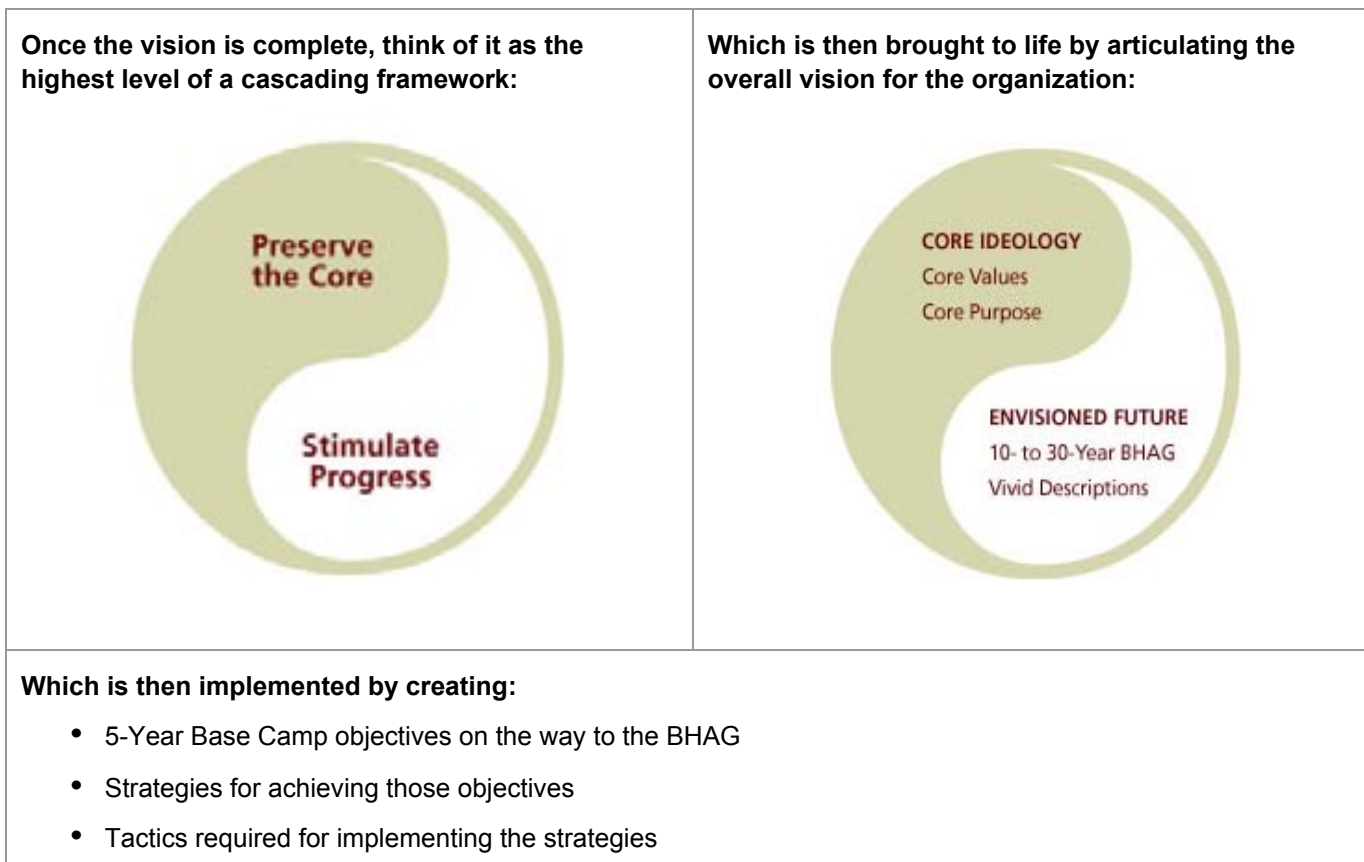 Once the vision is complete, think of it as the
highest level of a cascading framework:
Preserve
the Core
Stimulate
Progress
Which is then brought to life by articulating the
overall vision for the organization:
CORE IDEOLOGY
Core Values
Core Purpose
ENVISIONED FUTURE
10- to 30-Year BHAG
Vivid Descriptions
Which is then implemented by creating:
• 5-Year Base Camp objectives on the way to the BHAG
• Strategies for achieving those objectives
• Tactics required for implementing the strategies